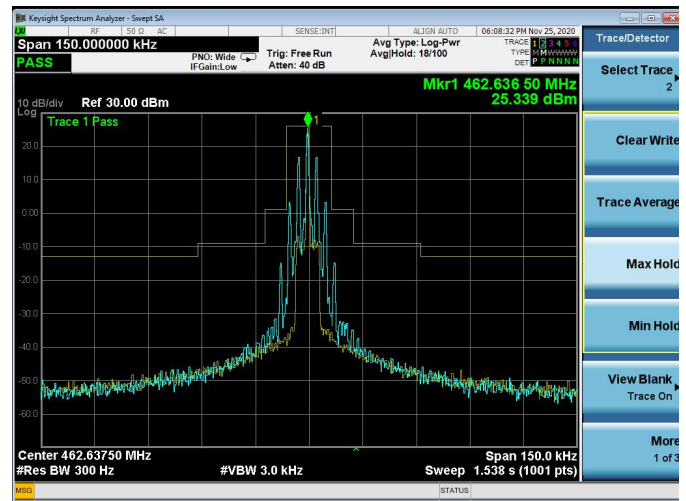 Keysight Spectrum Analyzer - Swept SA
LXI RF 50 Ω AC SENSE:INT ALIGN AUTO 06:08:32 PM Nov 25, 2020
Span 150.000000 kHz
PASS
PNO: Wide
IFGain:Low
Trig: Free Run
Atten: 40 dB
Avg Type: Log-Pwr
Avg|Hold: 18/100
TRACE 1 2 3 4 5 6
TYPE M M W W W W
DET P P N N N N
Mkr1 462.636 50 MHz
25.339 dBm
10 dB/div Ref 30.00 dBm
Log
Trace 1 Pass
1
20.0
10.0
0.00
-10.0
-20.0
-30.0
-40.0
-50.0
-60.0
Center 462.63750 MHz
Span 150.0 kHz
#Res BW 300 Hz
#VBW 3.0 kHz
Sweep 1.538 s (1001 pts)
MSG
STATUS
Trace/Detector
Select Trace
2
Clear Write
Trace Average
Max Hold
Min Hold
View Blank
Trace On
More
1 of 3